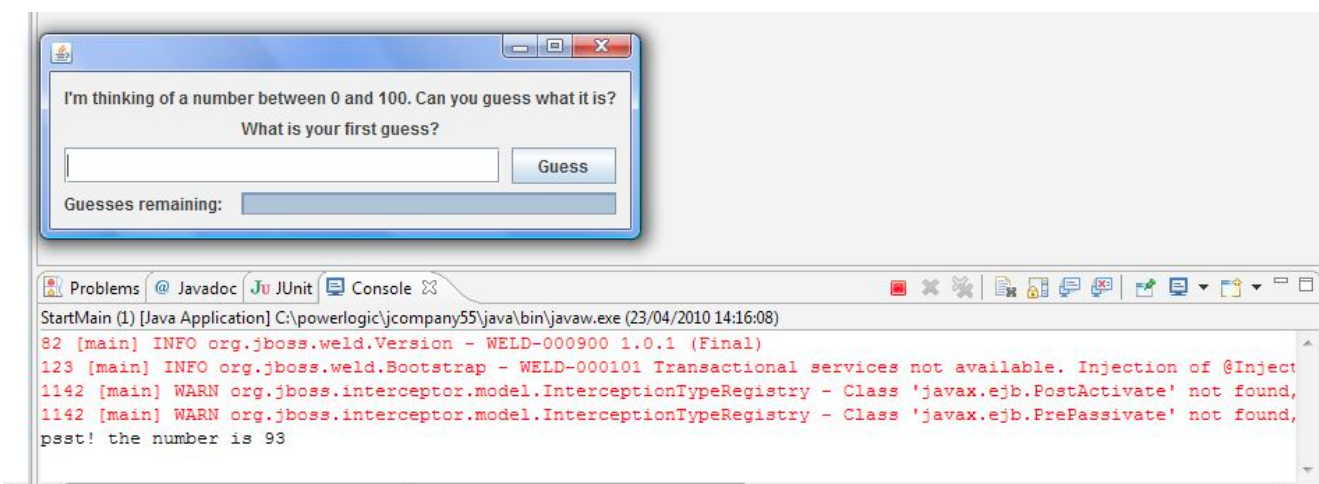 I'm thinking of a number between 0 and 100. Can you guess what it is?
What is your first guess?
Guess
Guesses remaining:
Problems @ Javadoc Ju JUnit Console
StartMain (1) [Java Application] C:\powerlogic\jcompany55\java\bin\javaw.exe (23/04/2010 14:16:08)
82 [main] INFO org.jboss.weld.Version - WELD-000900 1.0.1 (Final)
123 [main] INFO org.jboss.weld.Bootstrap - WELD-000101 Transactional services not available. Injection of @Inject
1142 [main] WARN org.jboss.interceptor.model.InterceptionTypeRegistry - Class 'javax.ejb.PostActivate' not found,
1142 [main] WARN org.jboss.interceptor.model.InterceptionTypeRegistry - Class 'javax.ejb.PrePassivate' not found,
psst! the number is 93